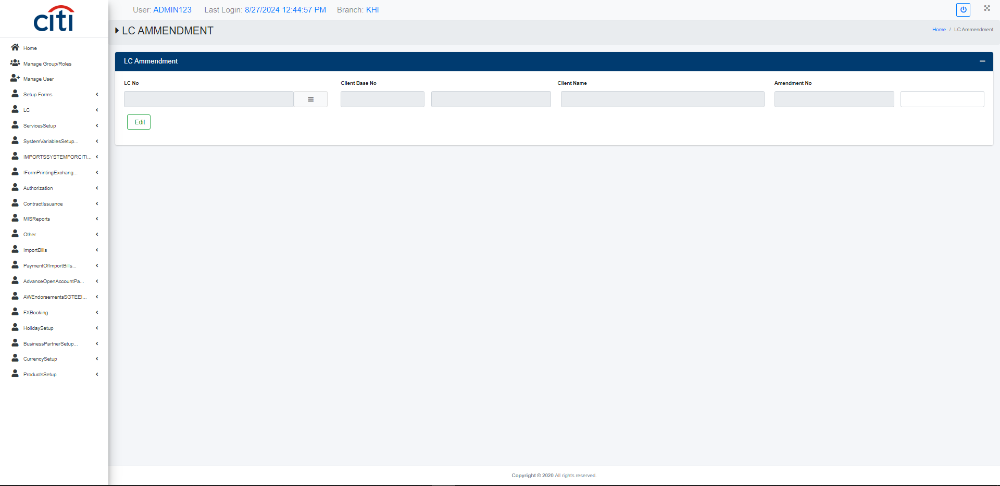 citi
User: ADMIN123 Last Login: 8/27/2024 12:44:57 PM Branch: KHI
LC AMMENDMENT
Home / LC Ammendment
Home
Manage Group/Roles
Manage User
Setup Forms
LC
ServicesSetup
SystemVariablesSetup...
IMPORTSSYSTEMFORCITI...
IFormPrintingExchang...
Authorization
ContractIssuance
MISReports
Other
ImportBills
PaymentOfImportBills...
AdvanceOpenAccountPa...
AWEndorsementsSGTEEI...
FXBooking
HolidaySetup
BusinessPartnerSetup...
CurrencySetup
ProductsSetup
LC Ammendment
LC No Client Base No Client Name Amendment No
Edit
Copyright © 2020 All rights reserved.